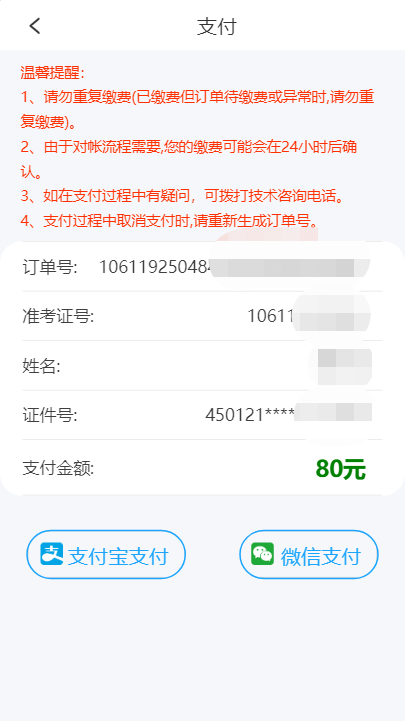 支付
温馨提醒:
1、请勿重复缴费(已缴费但订单待缴费或异常时,请勿重
复缴费)。
2、由于对帐流程需要,您的缴费可能会在24小时后确
认。
3、如在支付过程中有疑问，可拨打技术咨询电话。
4、支付过程中取消支付时,请重新生成订单号。
订单号: 10611925048
准考证号: 10611
姓名:
证件号: 450121****
支付金额: 80元
支付宝支付 微信支付